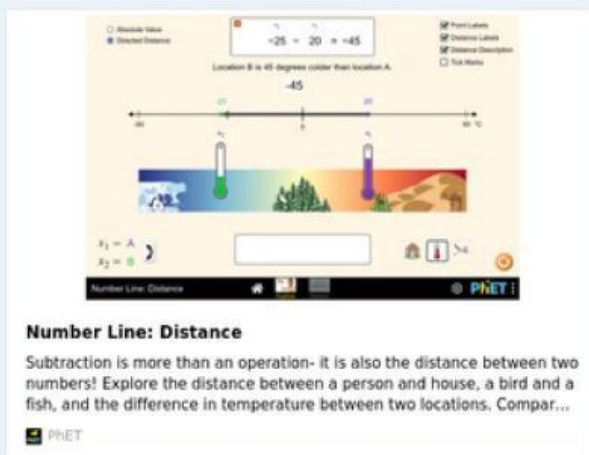 Absolute Value
Directed Distance
-25 - 20 = -45
Point Labels
Distance Labels
Distance Description
Tick Marks
Location B is 45 degrees colder than location A.
-45
20
x₁ = A
x₂ = B
Number Line: Distance
PhET
Number Line: Distance
Subtraction is more than an operation- it is also the distance between two
numbers! Explore the distance between a person and house, a bird and a
fish, and the difference in temperature between two locations. Compar...
PhET